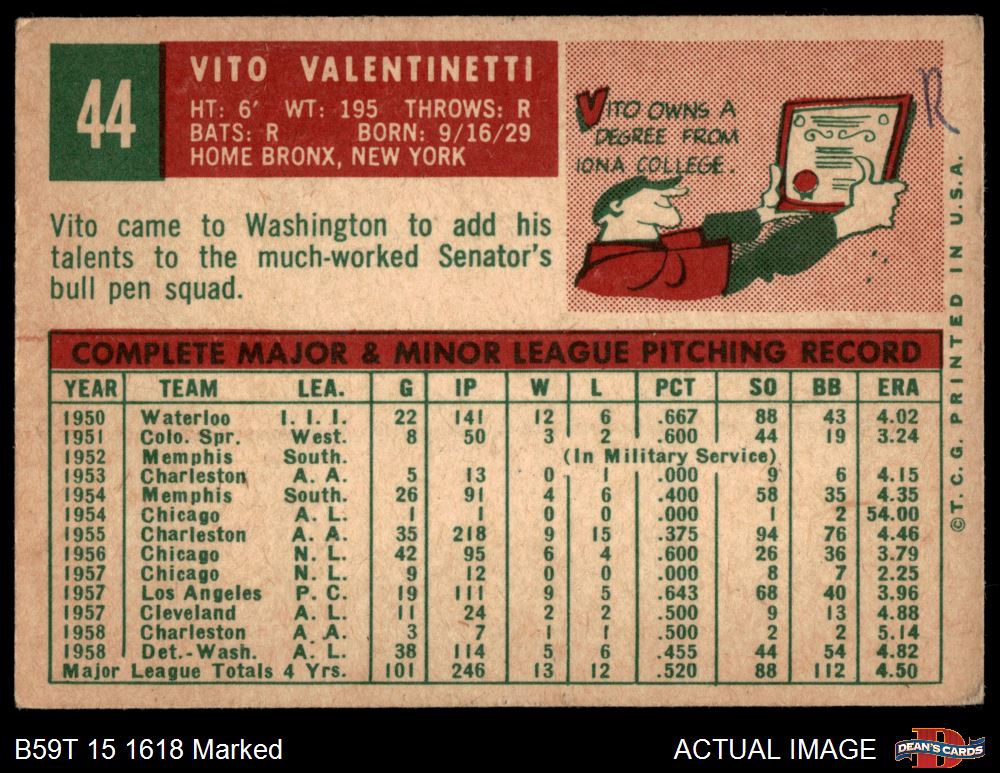 44
VITO VALENTINETTI
HT: 6' WT: 195 THROWS: R
BATS: R BORN: 9/16/29
HOME BRONX, NEW YORK
VITO OWNS A
DEGREE FROM
IONA COLLEGE.
R
Vito came to Washington to add his
talents to the much-worked Senator's
bull pen squad.
COMPLETE MAJOR & MINOR LEAGUE PITCHING RECORD
YEAR TEAM LEA. G IP W L PCT SO BB ERA
1950 Waterloo I. I. I. 22 141 12 6 .667 88 43 4.02
1951 Colo. Spr. West. 8 50 3 2 .600 44 19 3.24
1952 Memphis South. (In Military Service)
1953 Charleston A. A. 5 13 0 1 .000 9 6 4.15
1954 Memphis South. 26 91 4 6 .400 58 35 4.35
1954 Chicago A. L. 1 1 0 0 .000 1 2 54.00
1955 Charleston A. A. 35 218 9 15 .375 94 76 4.46
1956 Chicago N. L. 42 95 6 4 .600 26 36 3.79
1957 Chicago N. L. 9 12 0 0 .000 8 7 2.25
1957 Los Angeles P. C. 19 111 9 5 .643 68 40 3.96
1957 Cleveland A. L. 11 24 2 2 .500 9 13 4.88
1958 Charleston A. A. 3 7 1 1 .500 2 2 5.14
1958 Det.-Wash. A. L. 38 114 5 6 .455 44 54 4.82
Major League Totals 4 Yrs. 101 246 13 12 .520 88 112 4.50
©T. C. G. PRINTED IN U.S.A.
B59T 15 1618 Marked
ACTUAL IMAGE
DEAN'S CARDS